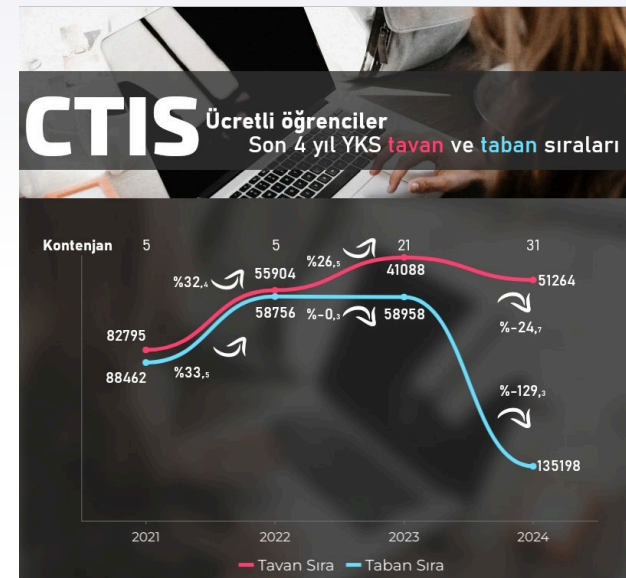 CTIS
Ücretli öğrenciler
Son 4 yıl YKS tavan ve taban sıraları
Kontenjan 5 5 21 31
%32,4
55904
%26,5
41088
51264
82795
58756
%-0,3
58958
%-24,7
88462
%33,5
%-129,3
135198
2021 2022 2023 2024
Tavan Sıra Taban Sıra